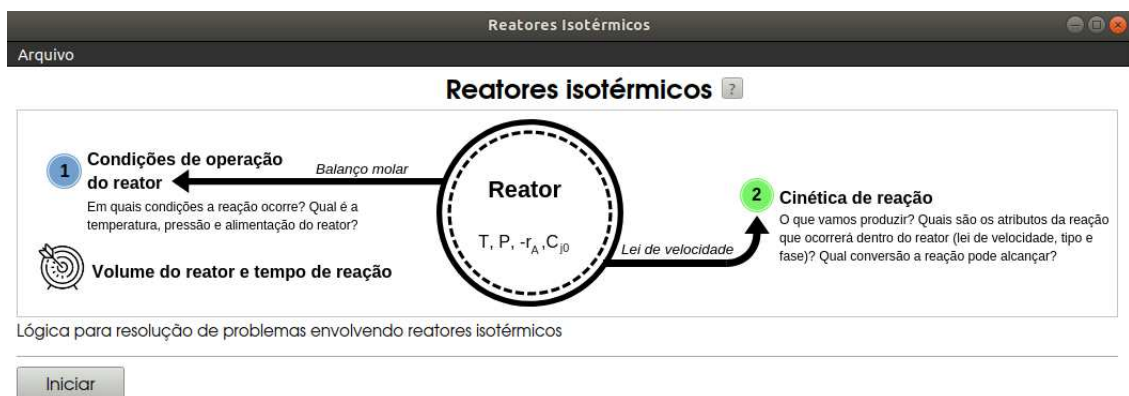 Reatores Isotérmicos
Arquivo
Reatores isotérmicos ?
1
Condições de operação
do reator
Balanço molar
Em quais condições a reação ocorre? Qual é a
temperatura, pressão e alimentação do reator?
Volume do reator e tempo de reação
Reator
T, P, -rA ,Cj0
Lei de velocidade
2
Cinética de reação
O que vamos produzir? Quais são os atributos da reação
que ocorrerá dentro do reator (lei de velocidade, tipo e
fase)? Qual conversão a reação pode alcançar?
Lógica para resolução de problemas envolvendo reatores isotérmicos
Iniciar